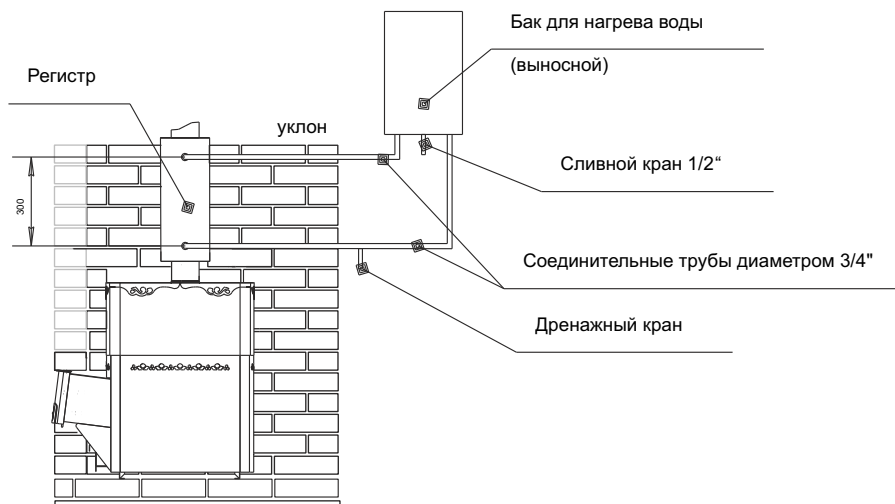 Бак для нагрева воды
(выносной)
Регистр
уклон
Сливной кран 1/2“
300
Соединительные трубы диаметром 3/4"
Дренажный кран